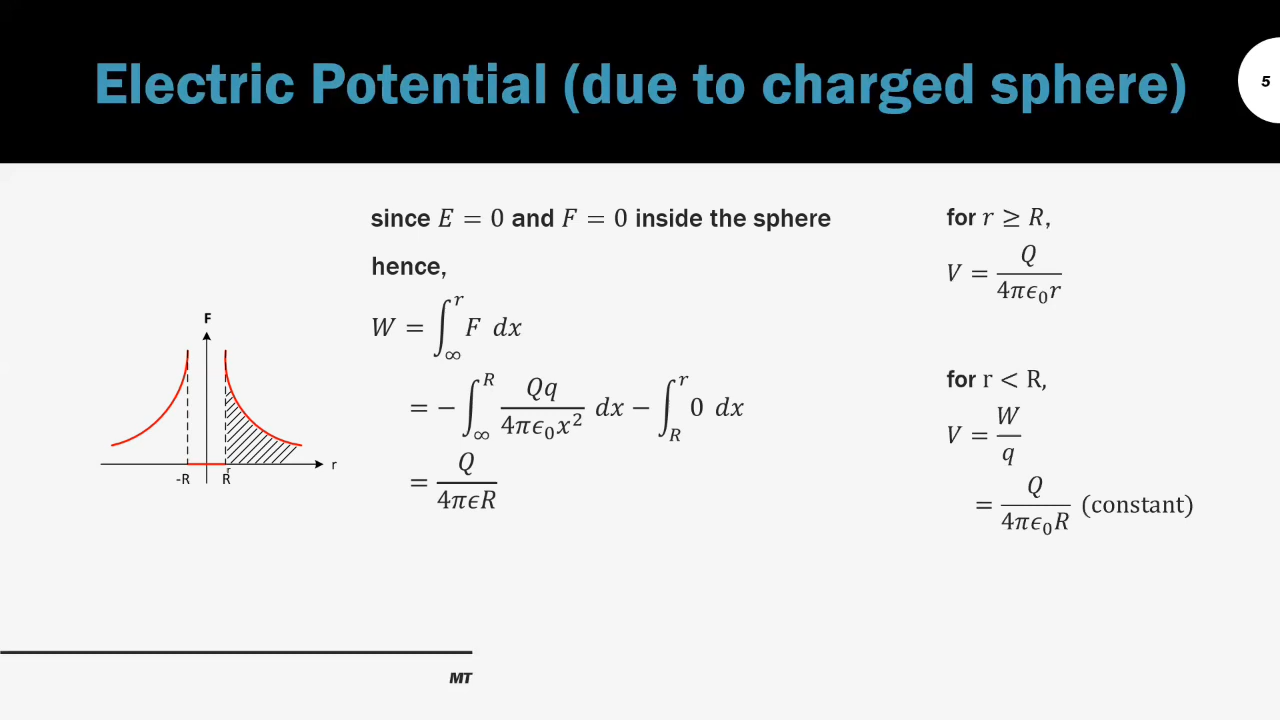 Electric Potential (due to charged sphere)
5
since E = 0 and F = 0 inside the sphere
hence,
W = ∫_∞^r F dx
= −∫_∞^R Qq/(4πϵ₀x²) dx − ∫_R^r 0 dx
= Q/(4πϵR)
for r ≥ R,
V = Q/(4πϵ₀r)
for r < R,
V = W/q
= Q/(4πϵ₀R) (constant)
F
r
-R
R
r
MT